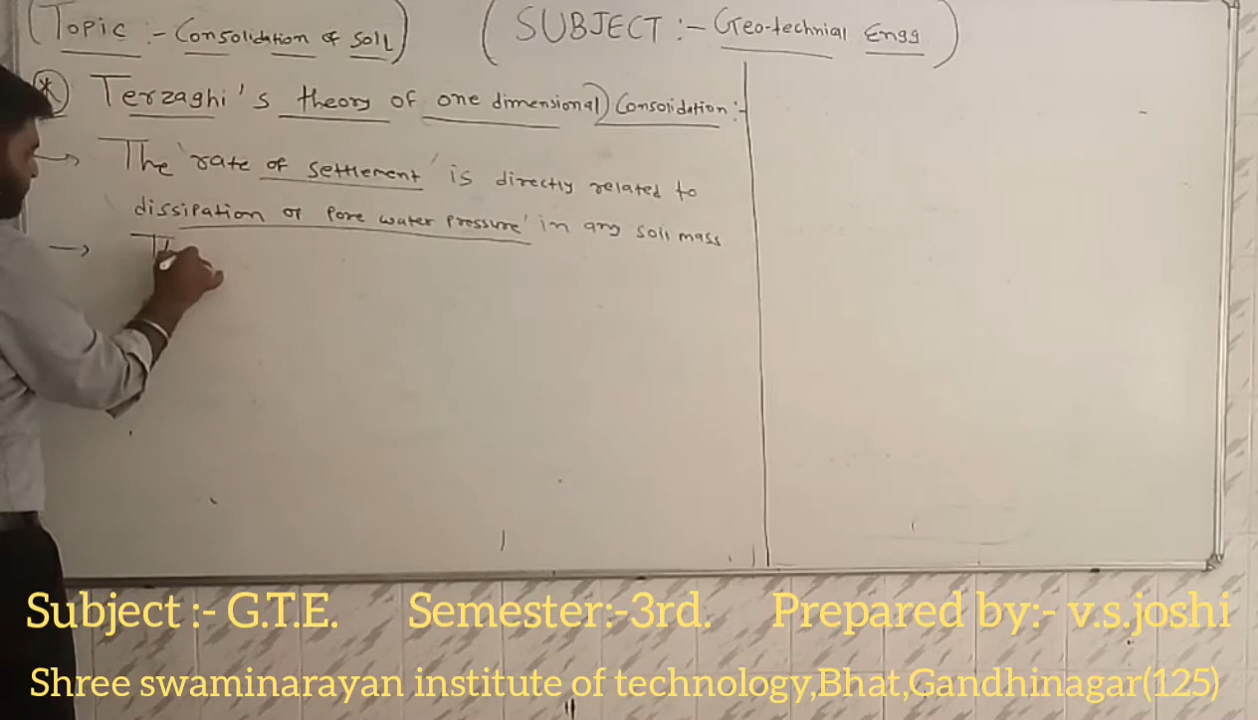 (Topic :- Consolidation of Soil)
(SUBJECT :- Geo-technial Engg)
* Terzaghi's theory of one dimensional) Consolidation :-
→ The 'rate of settlement' is directly related to
'dissipation of Pore water Pressure' in any soil mass
→ Th
Subject :- G.T.E. Semester:-3rd. Prepared by:- v.s.joshi
Shree swaminarayan institute of technology,Bhat,Gandhinagar(125)